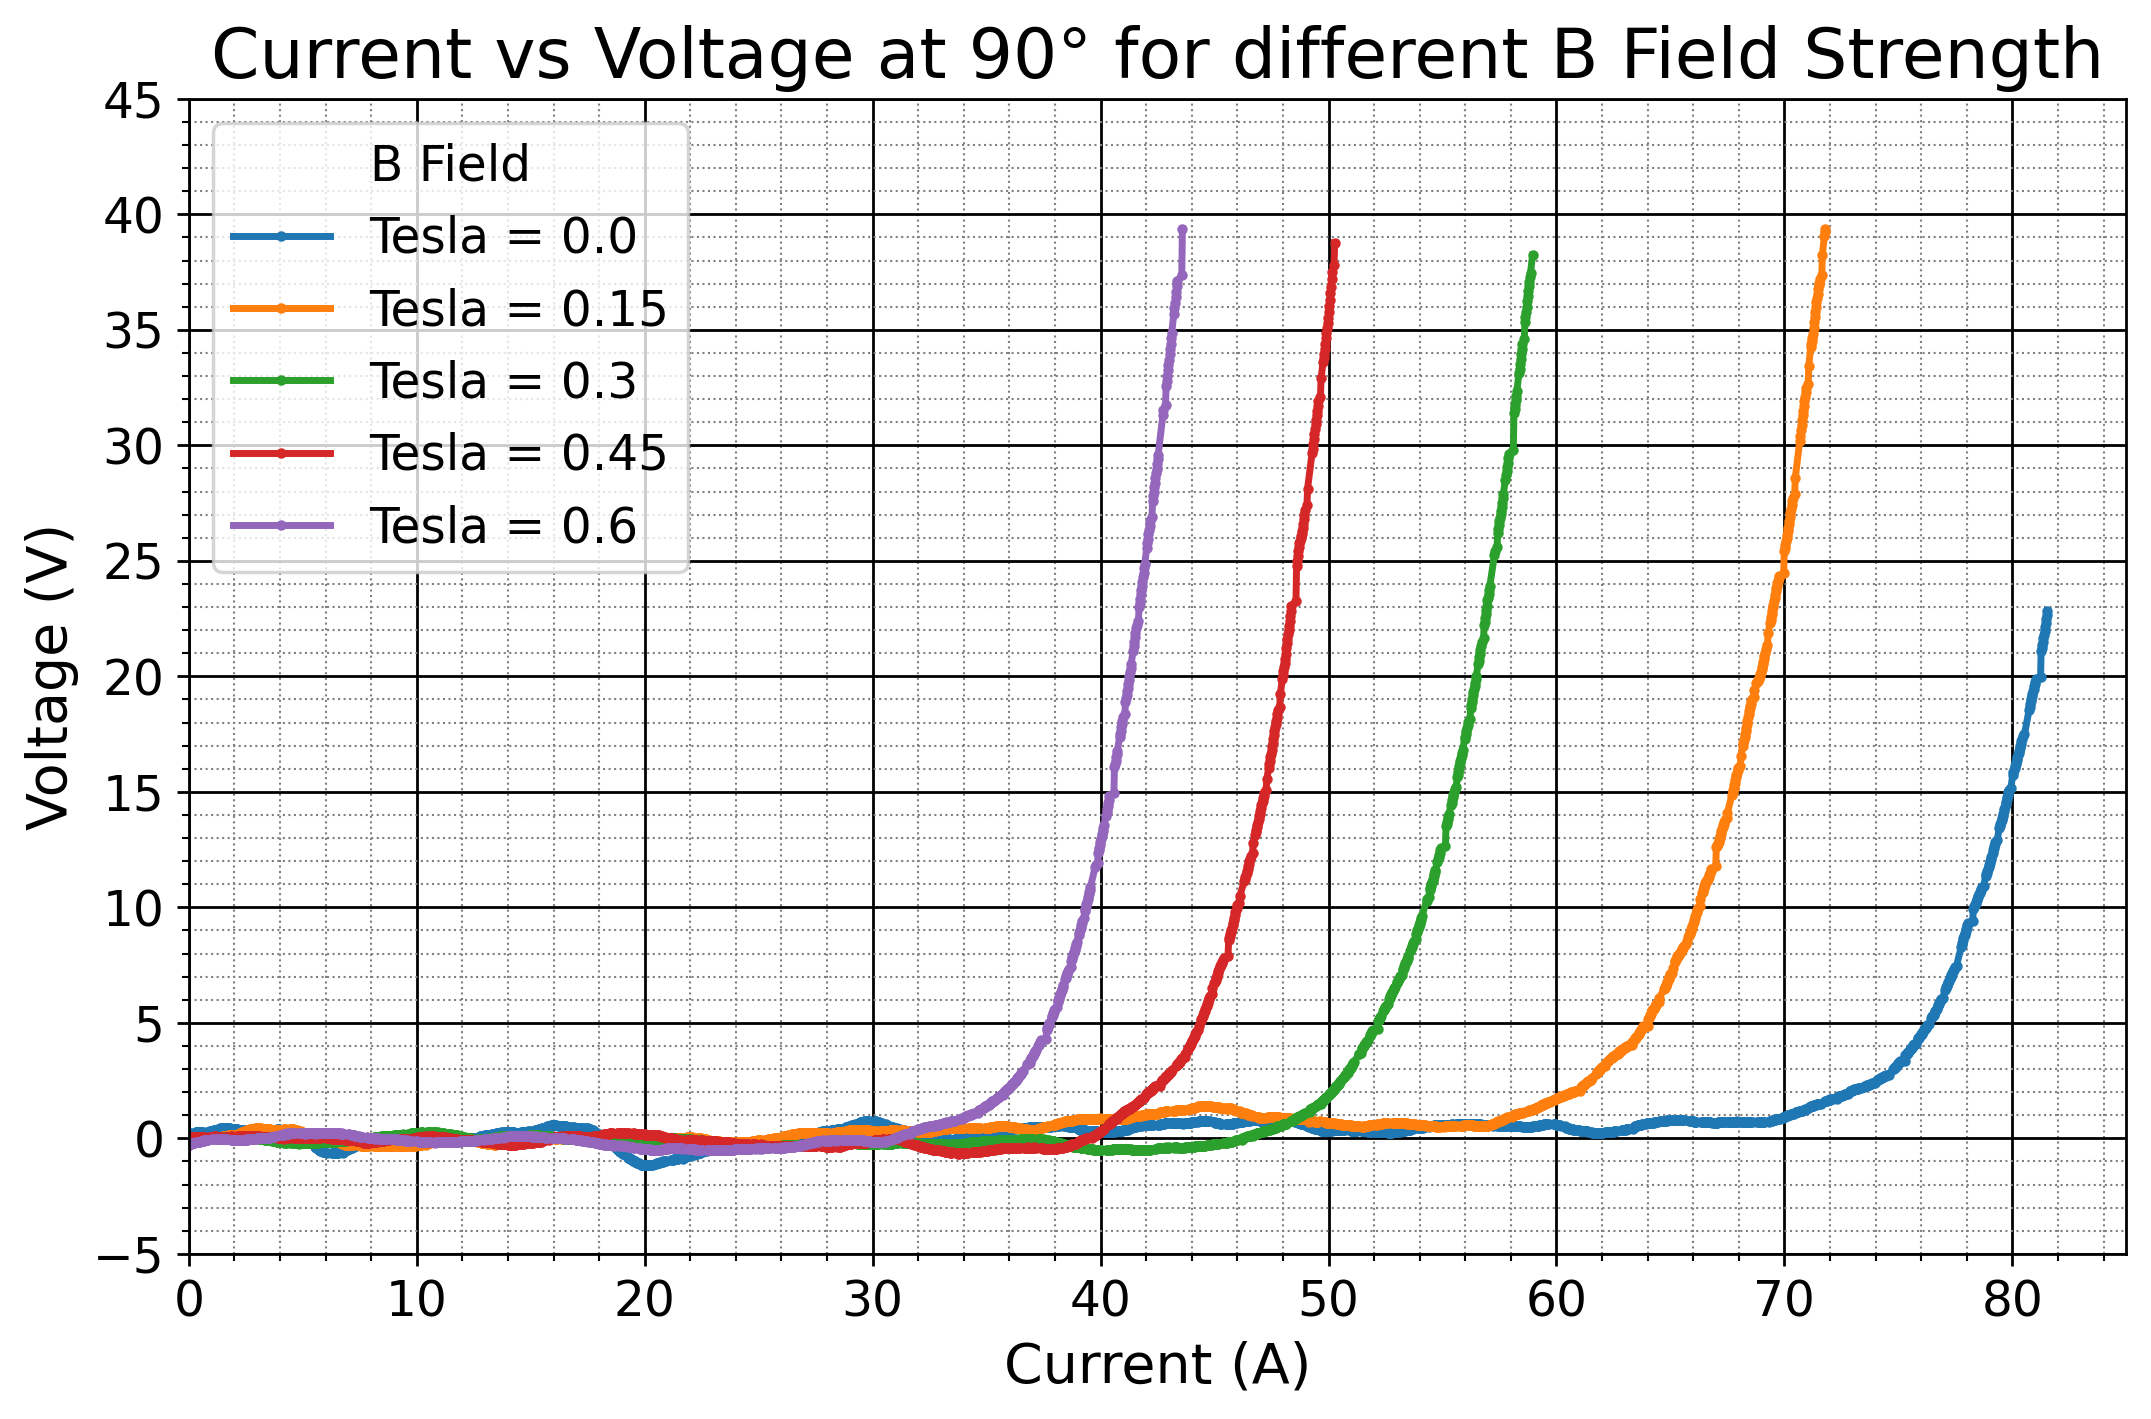 Current vs Voltage at 90° for different B Field Strength
45
40
35
30
25
20
15
10
5
0
−5
Voltage (V)
B Field
Tesla = 0.0
Tesla = 0.15
Tesla = 0.3
Tesla = 0.45
Tesla = 0.6
0 10 20 30 40 50 60 70 80
Current (A)